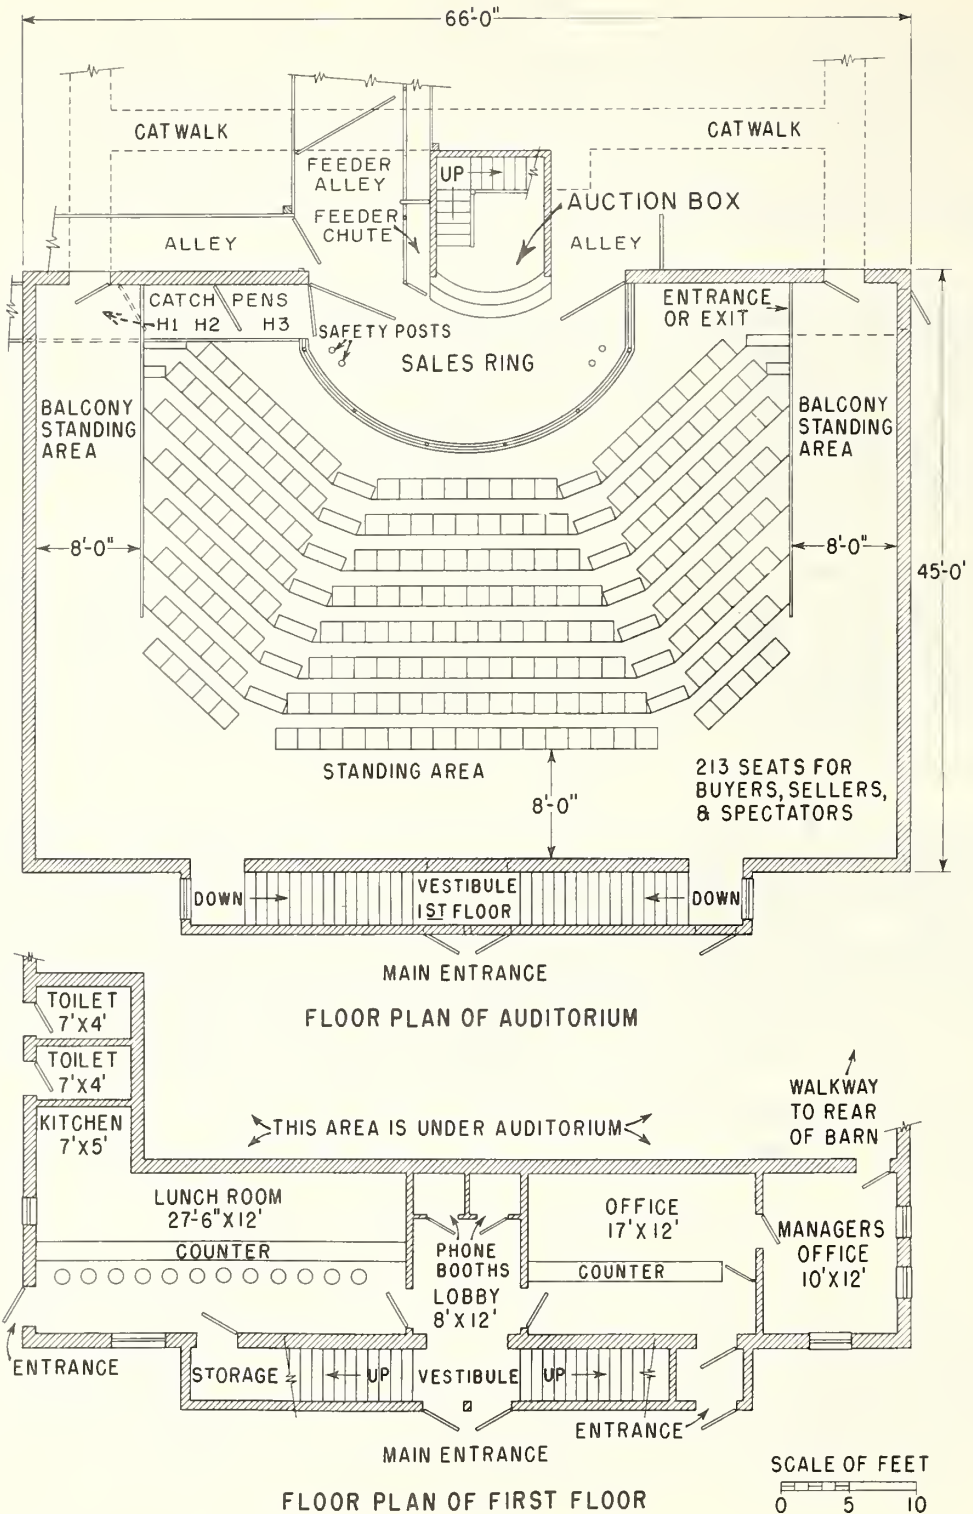 66'-0"
CATWALK
CATWALK
FEEDER
ALLEY
UP
FEEDER
CHUTE
AUCTION BOX
ALLEY
ALLEY
CATCH PENS
H1 H2 H3
SAFETY POSTS
ENTRANCE
OR EXIT
SALES RING
BALCONY
STANDING
AREA
BALCONY
STANDING
AREA
8'-0"
8'-0"
45'-0'
STANDING AREA
8'-0"
213 SEATS FOR
BUYERS, SELLERS,
& SPECTATORS
DOWN
VESTIBULE
1ST FLOOR
DOWN
MAIN ENTRANCE
FLOOR PLAN OF AUDITORIUM
TOILET
7'X4'
TOILET
7'X4'
KITCHEN
7'X5'
THIS AREA IS UNDER AUDITORIUM
WALKWAY
TO REAR
OF BARN
LUNCH ROOM
27'-6"X12'
COUNTER
PHONE
BOOTHS
LOBBY
8'X12'
OFFICE
17'X12'
COUNTER
MANAGERS
OFFICE
10'X12'
ENTRANCE
STORAGE
UP
VESTIBULE
UP
ENTRANCE
MAIN ENTRANCE
FLOOR PLAN OF FIRST FLOOR
SCALE OF FEET
0 5 10